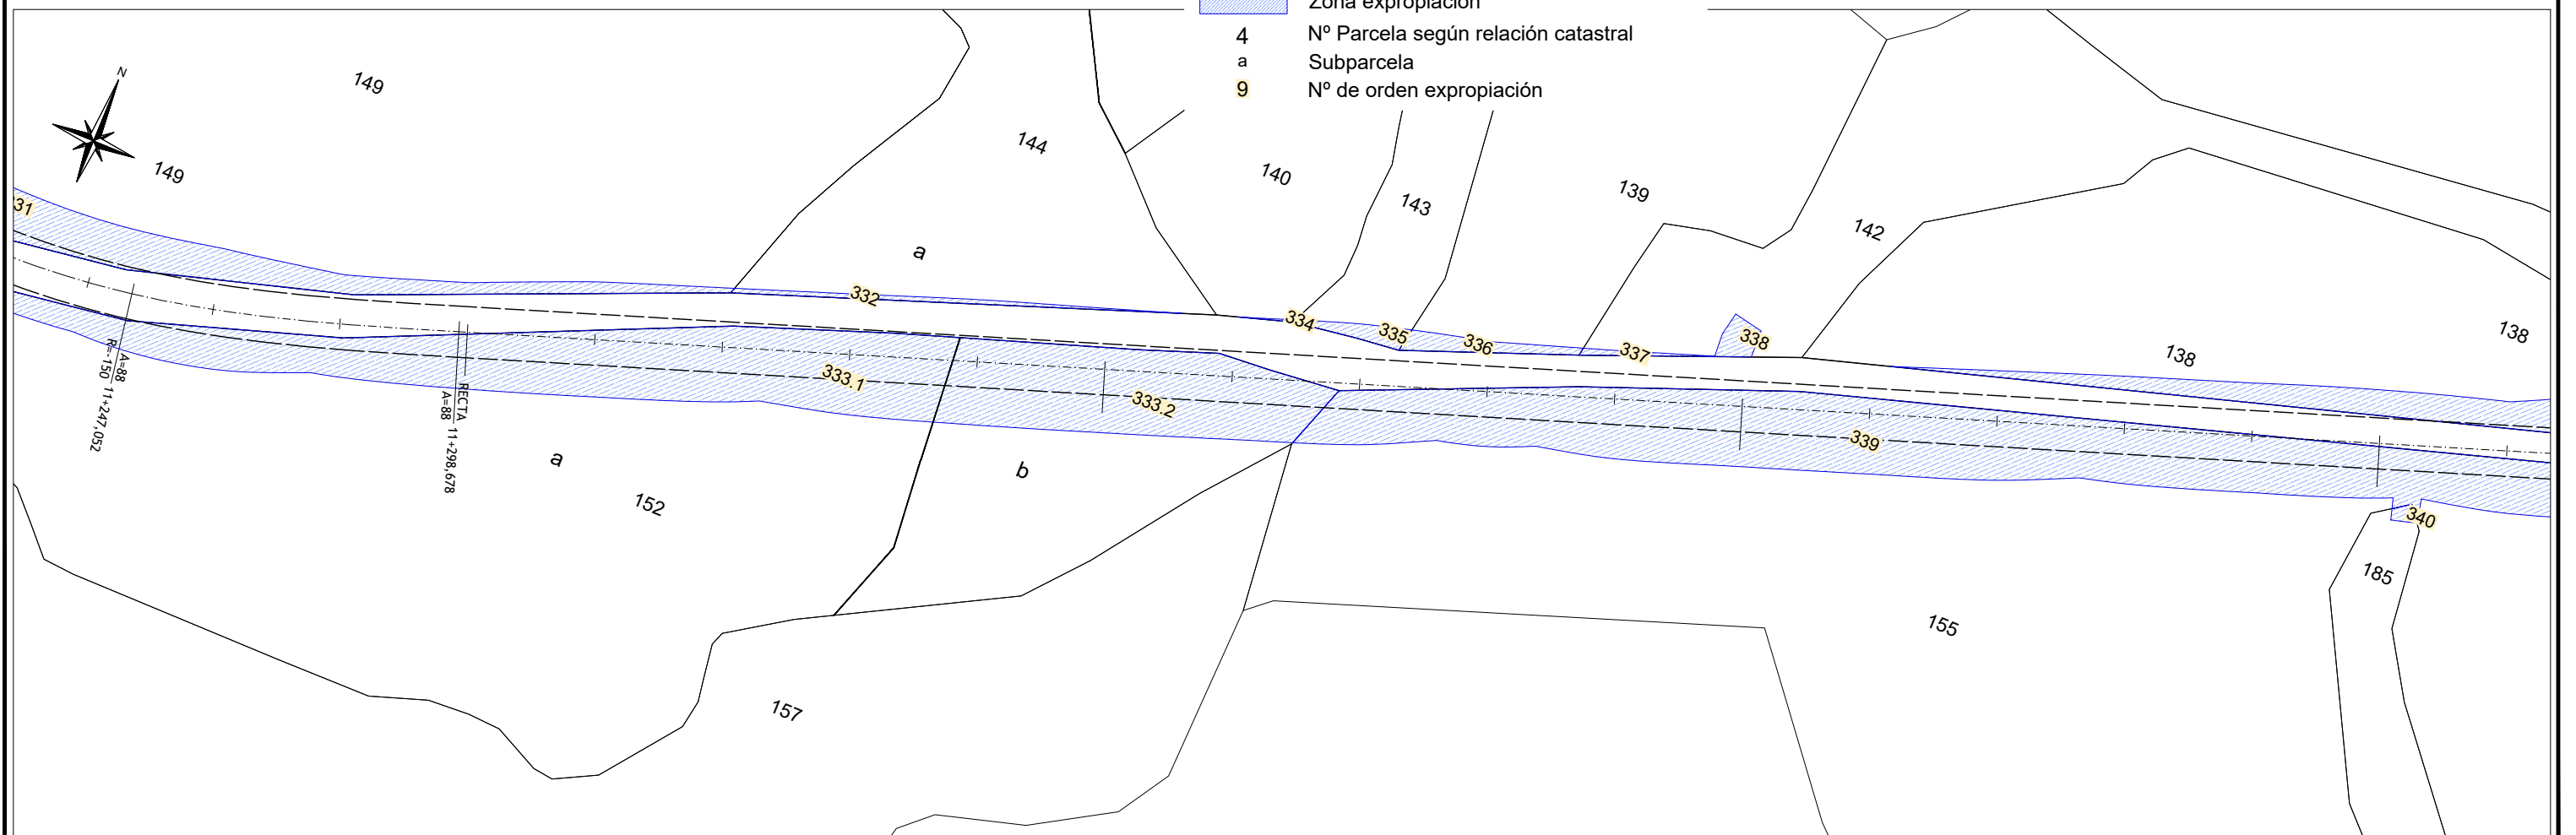 Zona expropiación
4 Nº Parcela según relación catastral
a Subparcela
9 Nº de orden expropiación
N
149
149
144
140
143
139
142
138
138
a
31
332
334
335
336
337
338
333.1
333.2
339
340
A=88
R=-150 11+247,052
RECTA
A=88 11+298,678
a
152
b
157
155
185